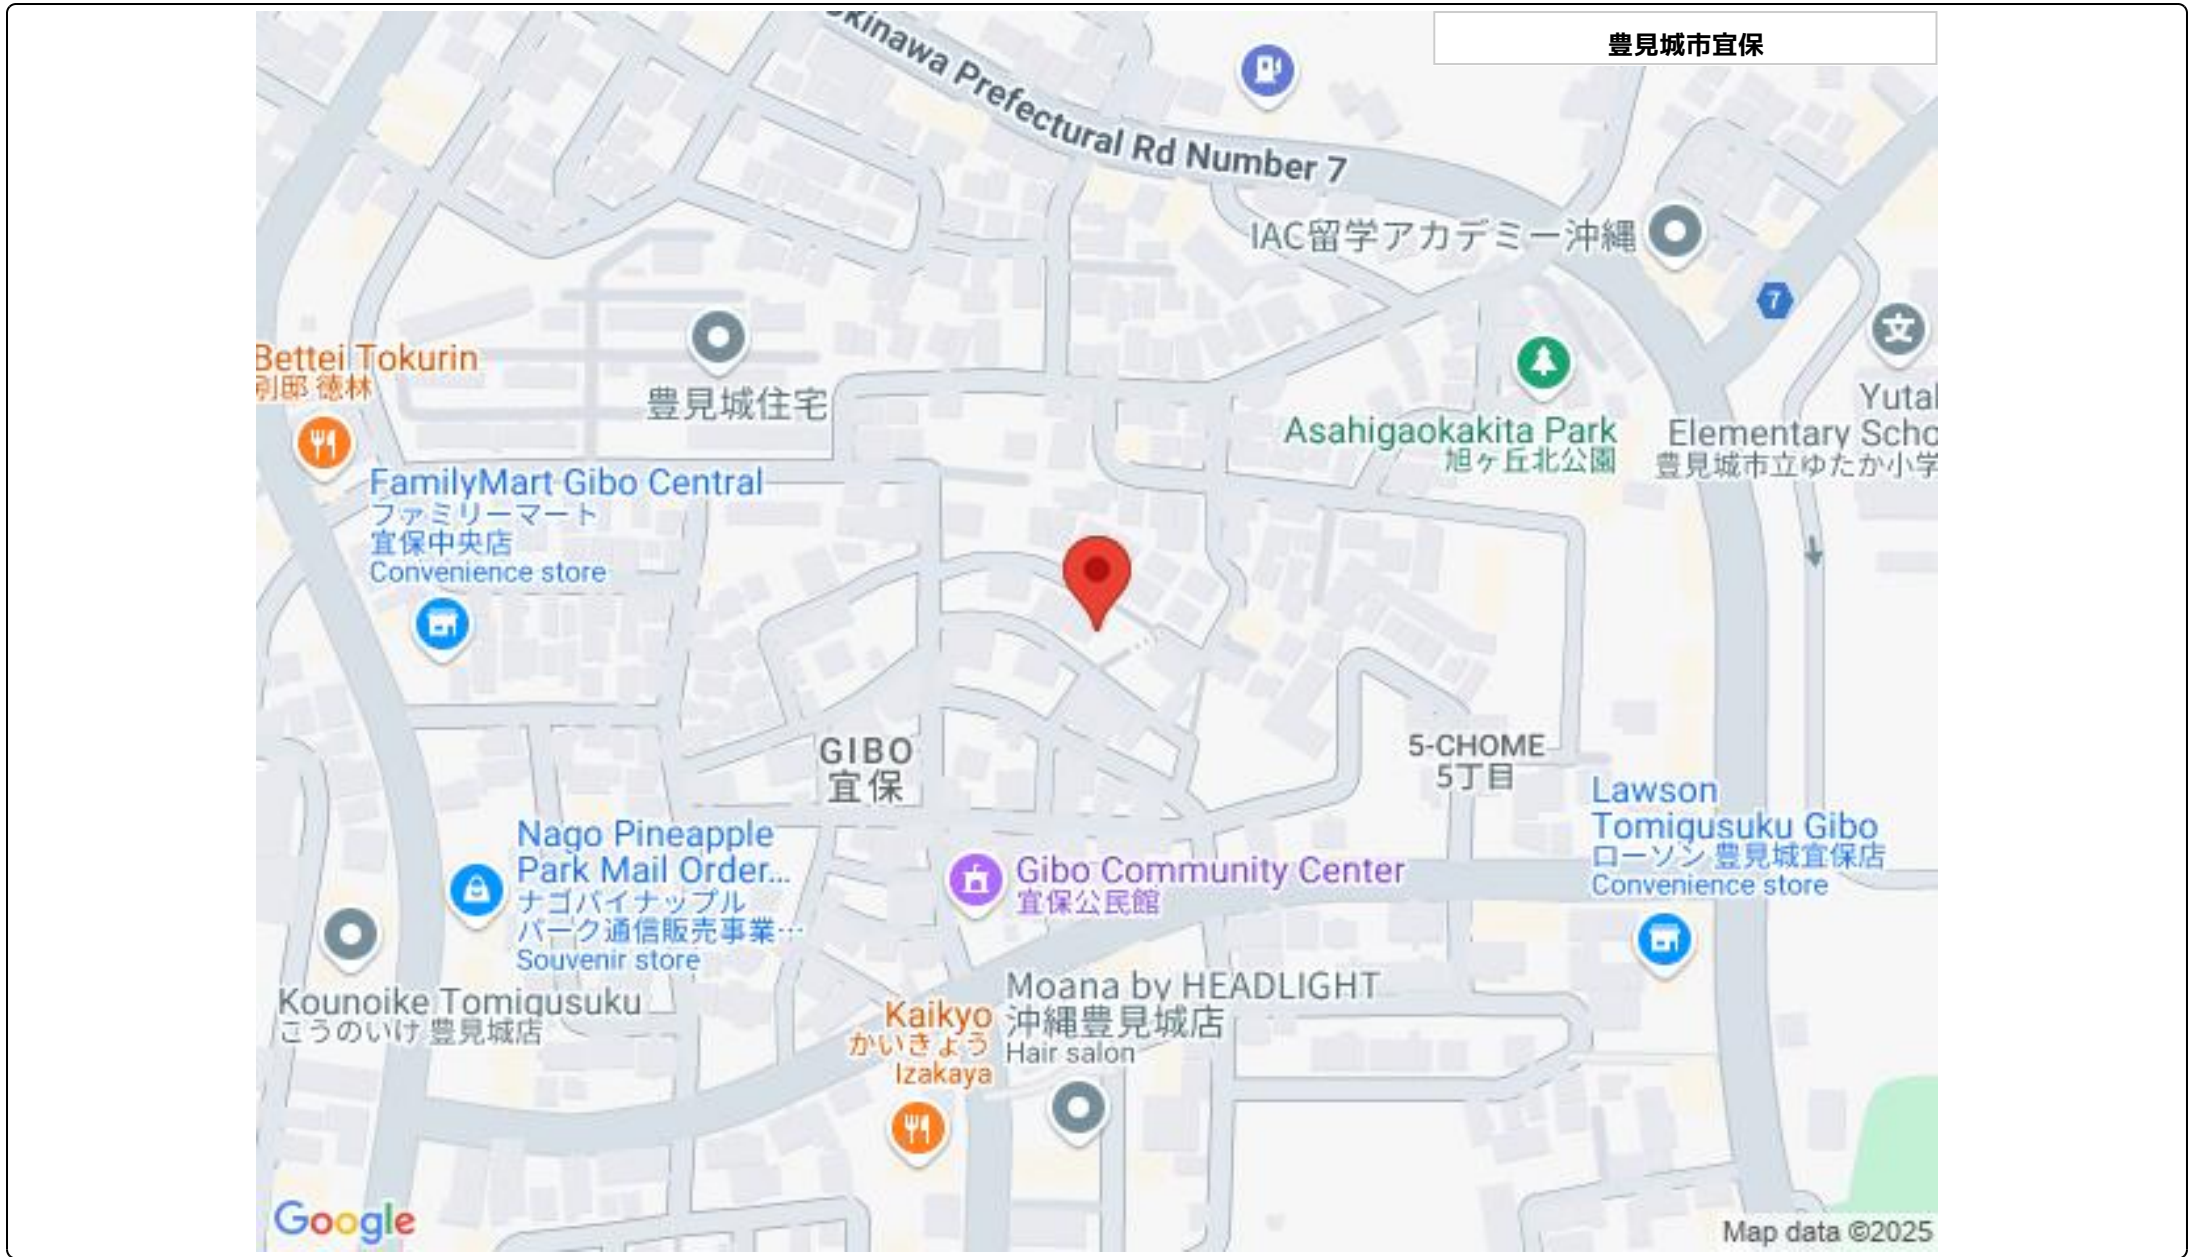 豊見城市宜保
Okinawa Prefectural Rd Number 7
IAC留学アカデミー沖縄
7
文
豊見城住宅
Bettei Tokurin
別邸 徳林
Asahigaokakita Park
旭ヶ丘北公園
Elementary
豊見城市立ゆたか小学
FamilyMart Gibo Central
ファミリーマート
宜保中央店
Convenience store
GIBO
宜保
5-CHOME
5丁目
Lawson
Tomigusuku Gibo
ローソン 豊見城宜保店
Convenience store
Nago Pineapple
Park Mail Order...
ナゴパイナップル
パーク通信販売事業…
Souvenir store
Gibo Community Center
宜保公民館
Kounoike Tomigusuku
こうのいけ 豊見城店
Kaikyo
かいきょう
Izakaya
Moana by HEADLIGHT
沖縄豊見城店
Hair salon
Google
Map data ©2025